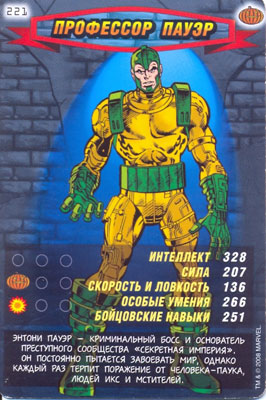 221
ПРОФЕССОР ПАУЭР
ИНТЕЛЛЕКТ 328
СИЛА 207
СКОРОСТЬ И ЛОВКОСТЬ 136
ОСОБЫЕ УМЕНИЯ 266
БОЙЦОВСКИЕ НАВЫКИ 251
ЭНТОНИ ПАУЭР – КРИМИНАЛЬНЫЙ БОСС И ОСНОВАТЕЛЬ
ПРЕСТУПНОГО СООБЩЕСТВА «СЕКРЕТНАЯ ИМПЕРИЯ».
ОН ПОСТОЯННО ПЫТАЕТСЯ ЗАВОЕВАТЬ МИР, ОДНАКО
КАЖДЫЙ РАЗ ТЕРПИТ ПОРАЖЕНИЕ ОТ ЧЕЛОВЕКА-ПАУКА,
ЛЮДЕЙ ИКС И МСТИТЕЛЕЙ.
TM & © 2008 MARVEL